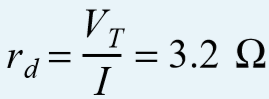 r_d = V_T / I = 3.2 Ω